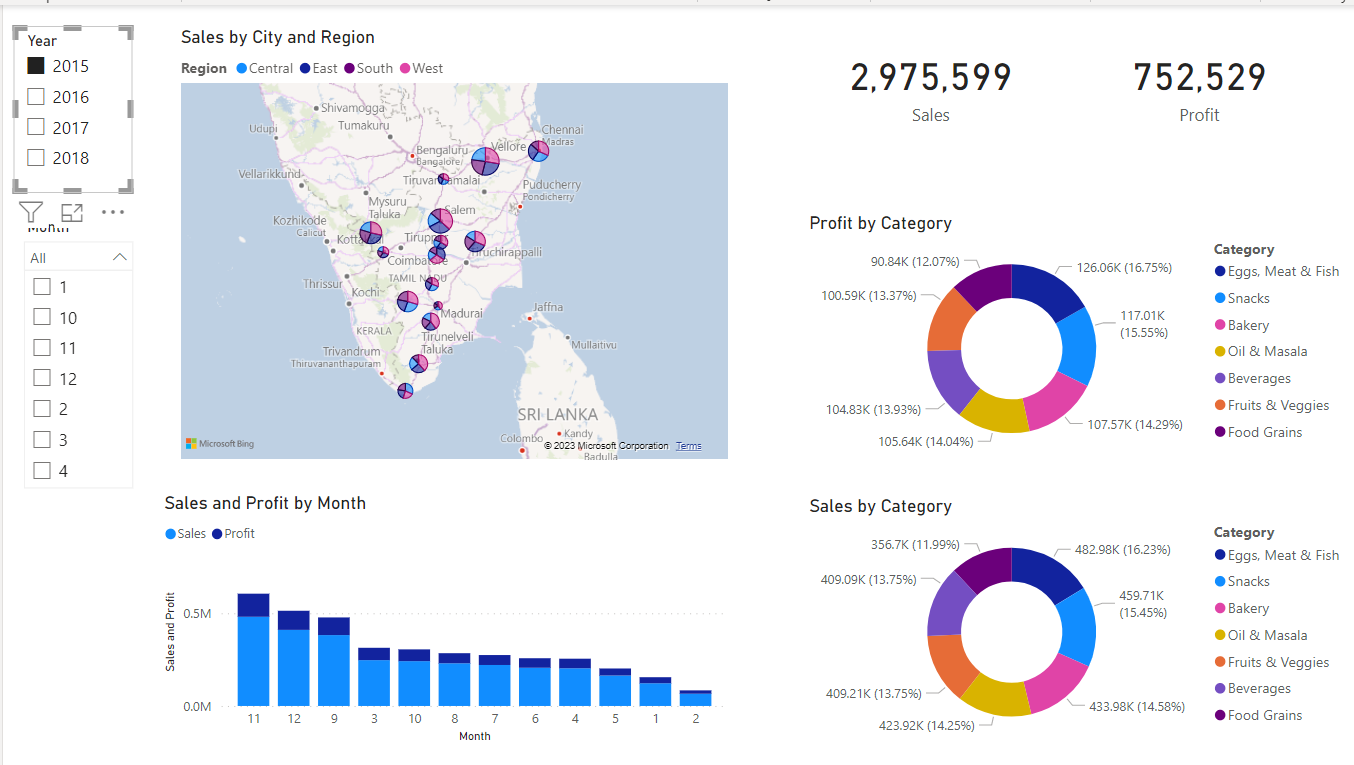 Year
2015
2016
2017
2018
Month
All
1
10
11
12
2
3
4
Sales by City and Region
Region Central East South West
Shivamogga
Tumakuru
Udupi
Chennai
Madras
Bengaluru
Bangalore
Vellore
Vellarikkund
Puducherry
Pondicherry
Mysuru
Taluka
Salem
Kozhikode
Calicut
TAMIL NADU
Thrissur
Kochi
Jaffna
Madurai
KERALA
Tirunelveli
Taluka
Mullaitivu
Trivandrum
Thiruvananthapuram
SRI LANKA
Kandy
Colombo
Badulla
Microsoft Bing
© 2023 Microsoft Corporation Terms
2,975,599
Sales
752,529
Profit
Profit by Category
90.84K (12.07%)
126.06K (16.75%)
100.59K (13.37%)
117.01K
(15.55%)
104.83K (13.93%)
107.57K (14.29%)
105.64K (14.04%)
Category
Eggs, Meat & Fish
Snacks
Bakery
Oil & Masala
Beverages
Fruits & Veggies
Food Grains
Sales and Profit by Month
Sales Profit
Sales and Profit
0.5M
0.0M
11 12 9 3 10 8 7 6 4 5 1 2
Month
Sales by Category
356.7K (11.99%)
482.98K (16.23%)
409.09K (13.75%)
459.71K
(15.45%)
409.21K (13.75%)
433.98K (14.58%)
423.92K (14.25%)
Category
Eggs, Meat & Fish
Snacks
Bakery
Oil & Masala
Fruits & Veggies
Beverages
Food Grains